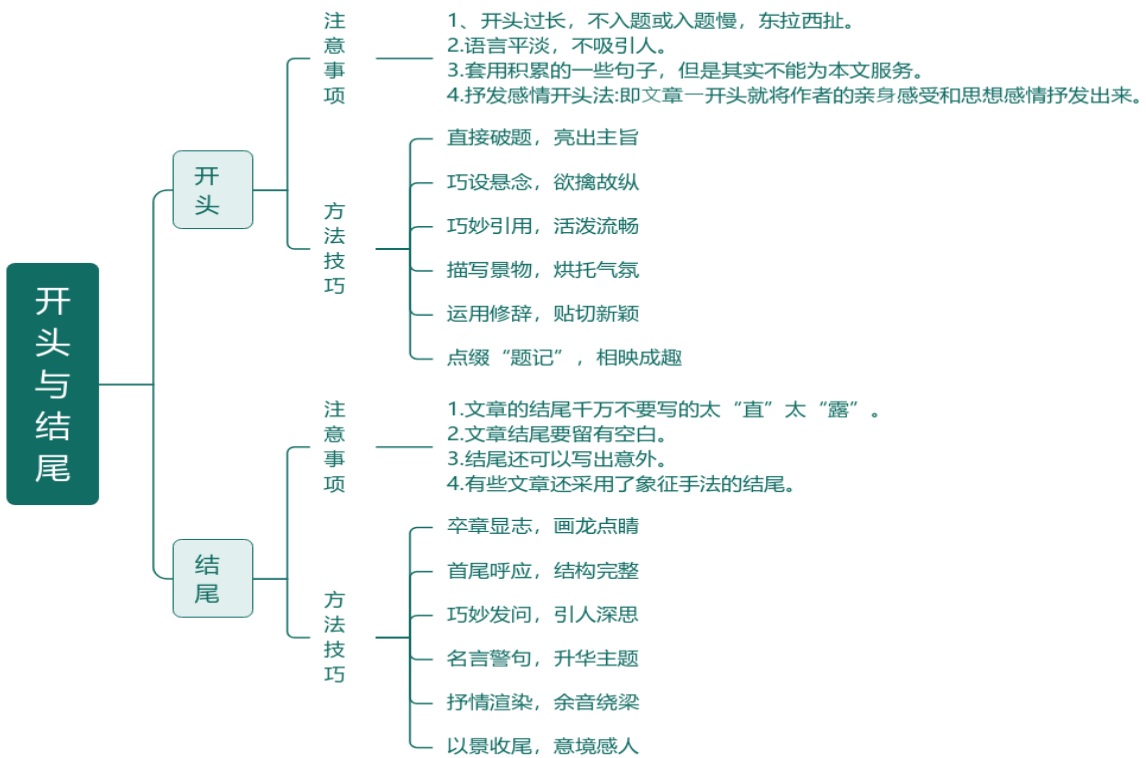 开头与结尾
开头
注意事项
1、开头过长，不入题或入题慢，东拉西扯。
2.语言平淡，不吸引人。
3.套用积累的一些句子，但是其实不能为本文服务。
4.抒发感情开头法:即文章一开头就将作者的亲身感受和思想感情抒发出来。
方法技巧
直接破题，亮出主旨
巧设悬念，欲擒故纵
巧妙引用，活泼流畅
描写景物，烘托气氛
运用修辞，贴切新颖
点缀“题记”，相映成趣
结尾
注意事项
1.文章的结尾千万不要写的太“直”太“露”。
2.文章结尾要留有空白。
3.结尾还可以写出意外。
4.有些文章还采用了象征手法的结尾。
方法技巧
卒章显志，画龙点睛
首尾呼应，结构完整
巧妙发问，引人深思
名言警句，升华主题
抒情渲染，余音绕梁
以景收尾，意境感人